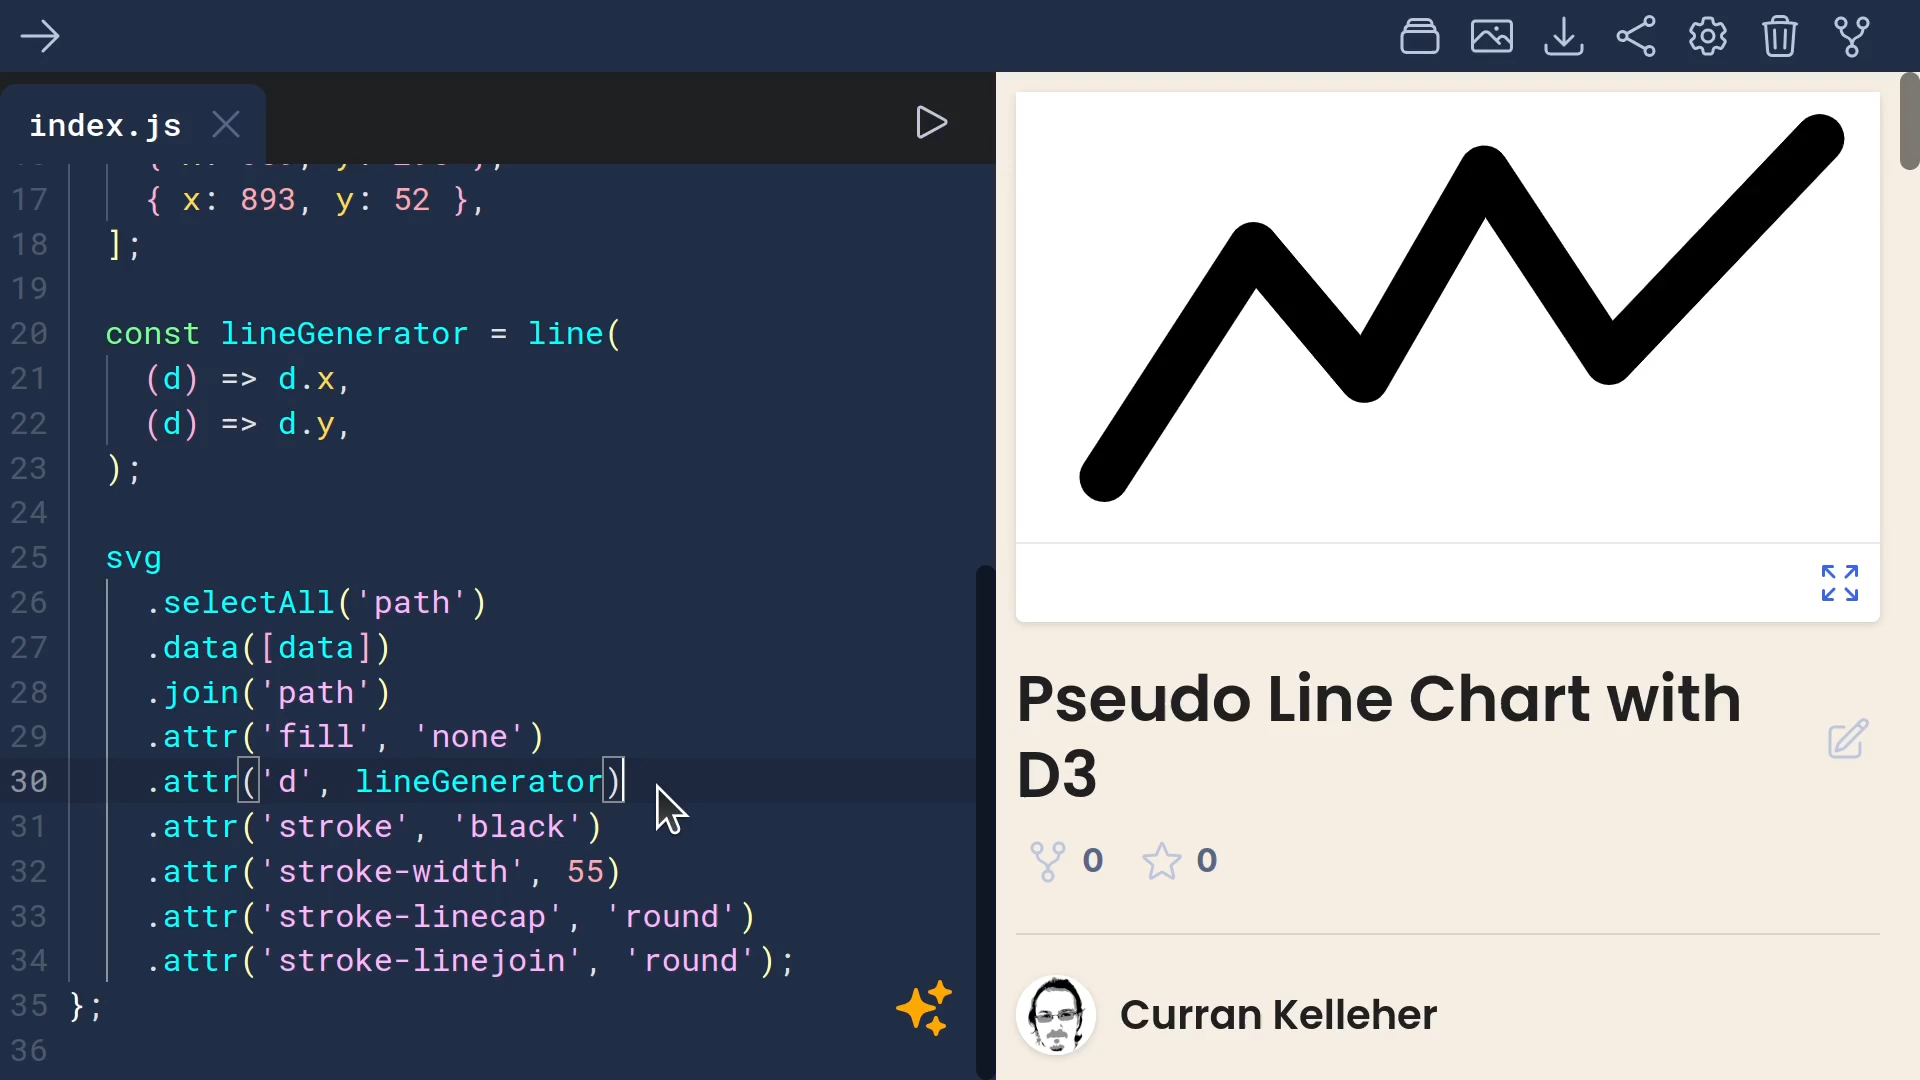 index.js
17 { x: 893, y: 52 },
18 ];
19
20 const lineGenerator = line(
21 (d) => d.x,
22 (d) => d.y,
23 );
24
25 svg
26 .selectAll('path')
27 .data([data])
28 .join('path')
29 .attr('fill', 'none')
30 .attr('d', lineGenerator)
31 .attr('stroke', 'black')
32 .attr('stroke-width', 55)
33 .attr('stroke-linecap', 'round')
34 .attr('stroke-linejoin', 'round');
35 };
36
Pseudo Line Chart with
D3
0 0
Curran Kelleher